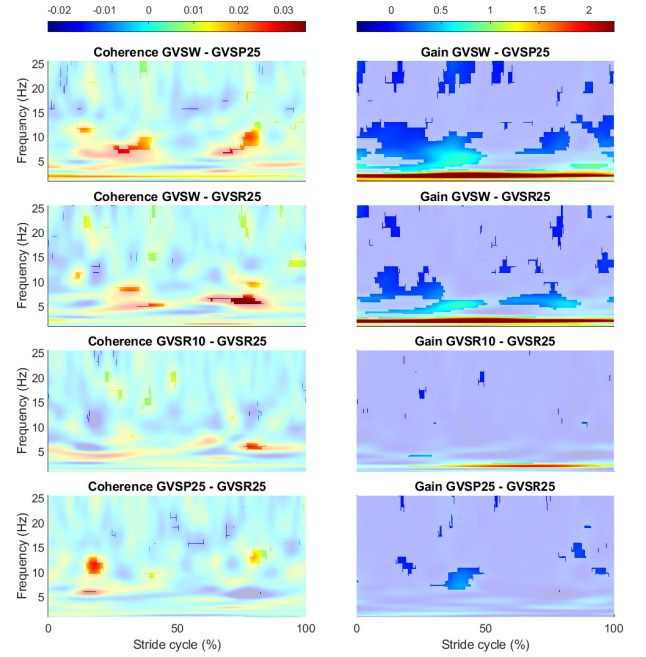 -0.02 -0.01 0 0.01 0.02 0.03
0 0.5 1 1.5 2
Coherence GVSW - GVSP25
Gain GVSW - GVSP25
Frequency (Hz)
25
20
15
10
5
Coherence GVSW - GVSR25
Gain GVSW - GVSR25
Frequency (Hz)
25
20
15
10
5
Coherence GVSR10 - GVSR25
Gain GVSR10 - GVSR25
Frequency (Hz)
25
20
15
10
5
Coherence GVSP25 - GVSR25
Gain GVSP25 - GVSR25
Frequency (Hz)
25
20
15
10
5
0 50 100
0 50 100
Stride cycle (%)
Stride cycle (%)